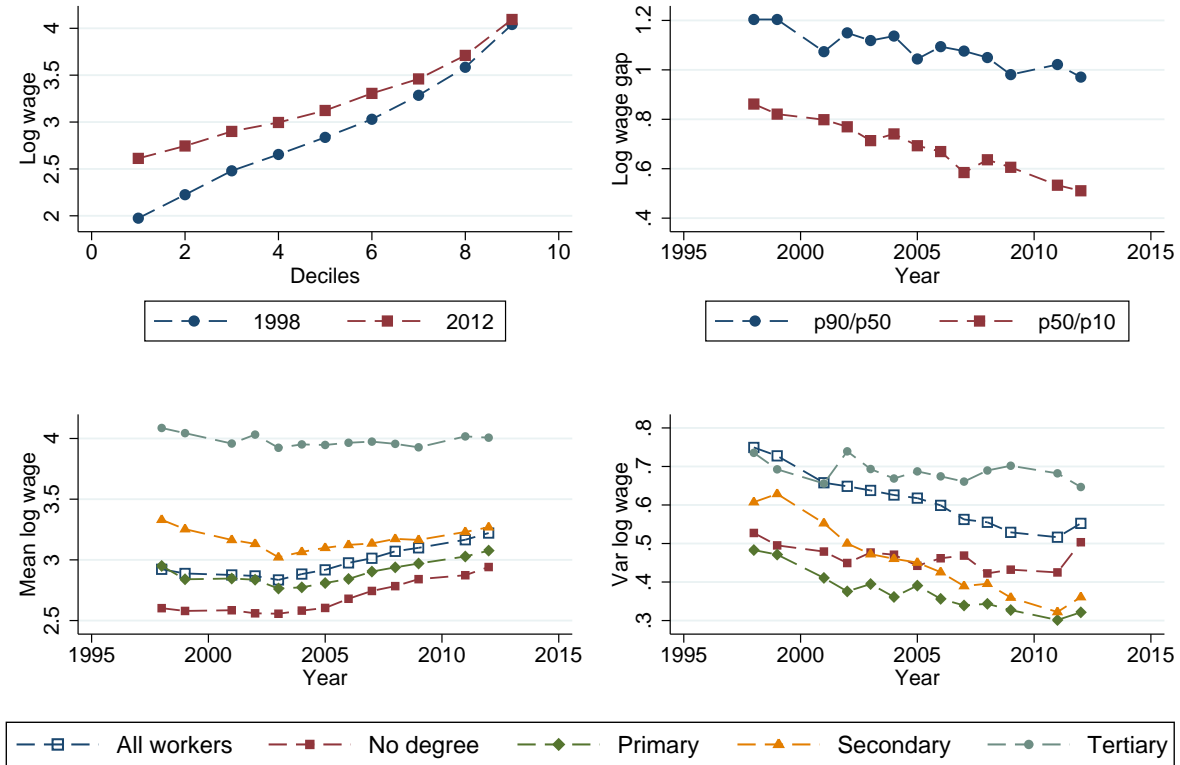 Log wage
4
3.5
3
2.5
2
0 2 4 6 8 10
Deciles
1998 2012
Log wage gap
1.2
1
.8
.6
.4
1995 2000 2005 2010 2015
Year
p90/p50 p50/p10
Mean log wage
4
3.5
3
2.5
1995 2000 2005 2010 2015
Year
Var log wage
.8
.7
.6
.5
.4
.3
1995 2000 2005 2010 2015
Year
All workers No degree Primary Secondary Tertiary